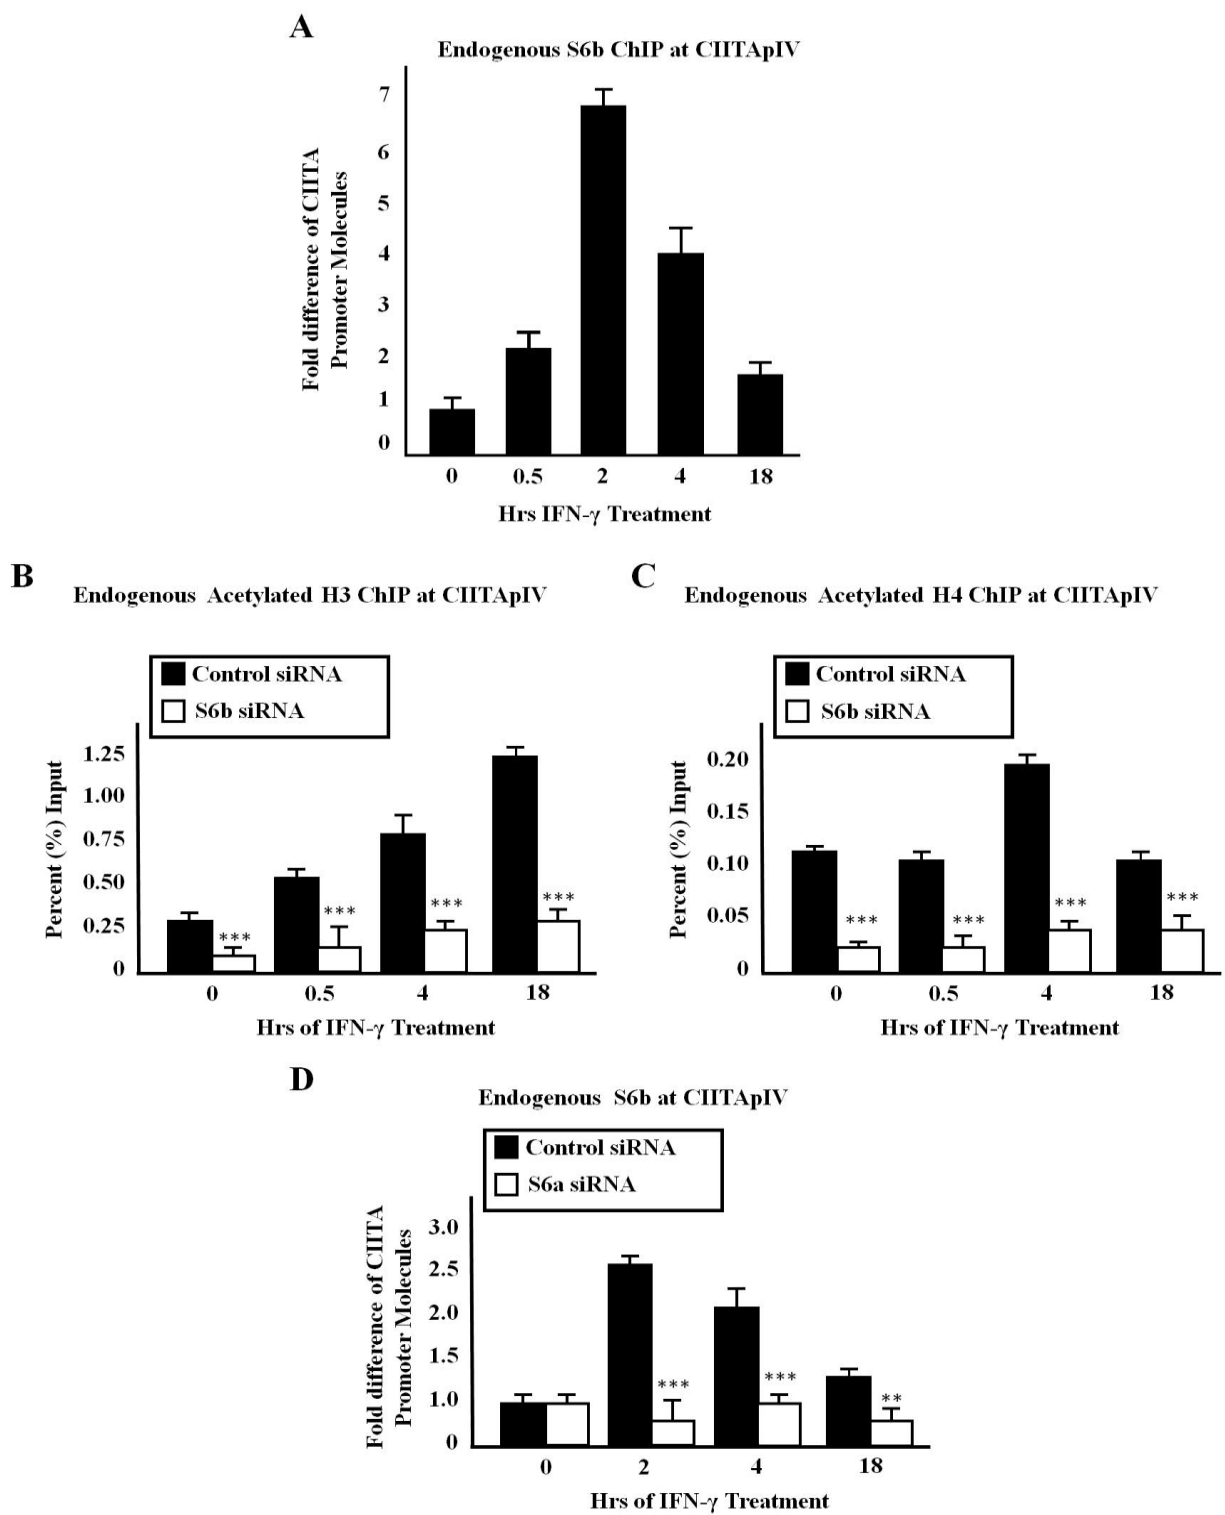 A
Endogenous S6b ChIP at CIITApIV
Fold difference of CIITA
Promoter Molecules
7
6
5
4
3
2
1
0
0 0.5 2 4 18
Hrs IFN-γ Treatment
B
Endogenous Acetylated H3 ChIP at CIITApIV
Control siRNA
S6b siRNA
Percent (%) Input
1.25
1.00
0.75
0.50
0.25
0
*** *** *** ***
0 0.5 4 18
Hrs of IFN-γ Treatment
C
Endogenous Acetylated H4 ChIP at CIITApIV
Control siRNA
S6b siRNA
Percent (%) Input
0.20
0.15
0.10
0.05
0
*** *** *** ***
0 0.5 4 18
Hrs of IFN-γ Treatment
D
Endogenous S6b at CIITApIV
Control siRNA
S6a siRNA
Fold difference of CIITA
Promoter Molecules
3.0
2.5
2.0
1.5
1.0
0
*** *** **
0 2 4 18
Hrs of IFN-γ Treatment